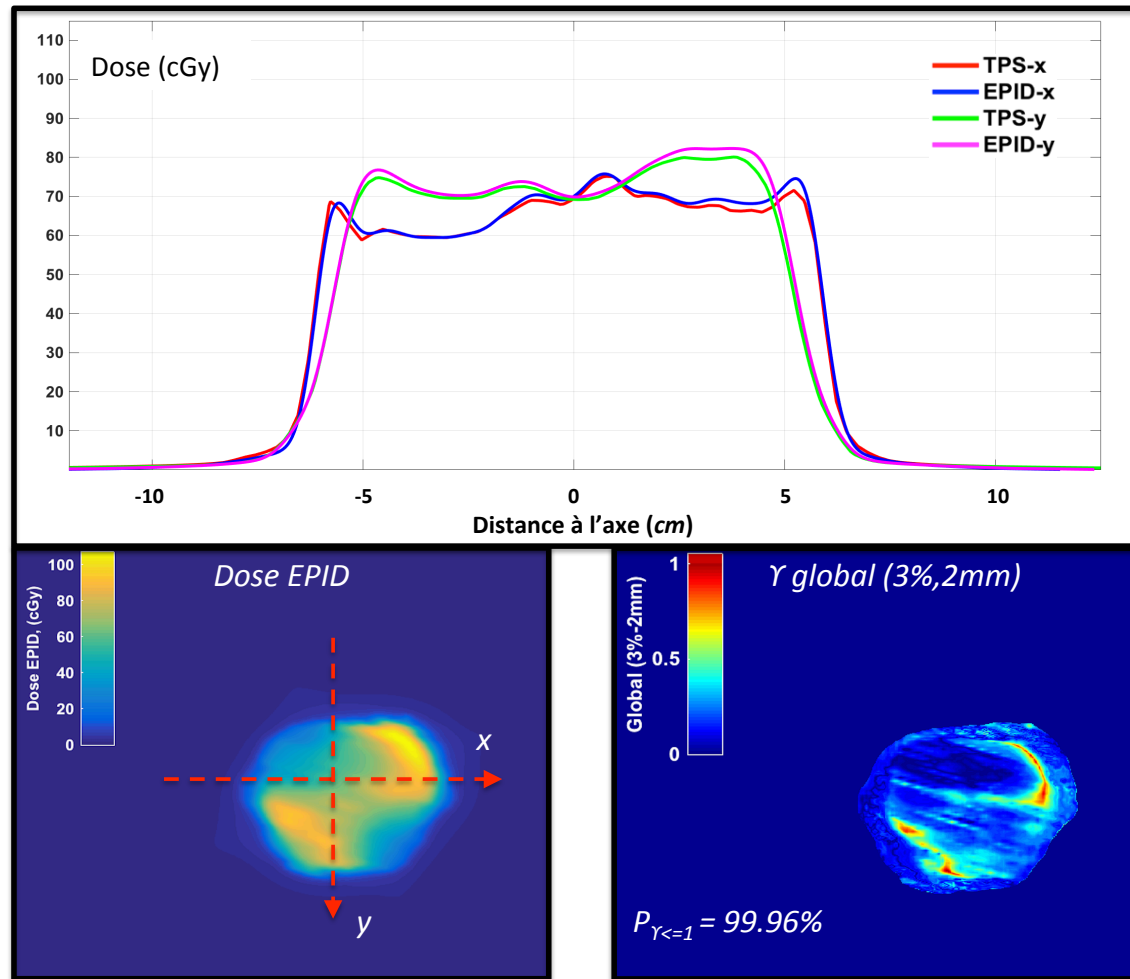 Dose (cGy)
110
100
90
80
70
60
50
40
30
20
10
TPS-x
EPID-x
TPS-y
EPID-y
-10
-5
0
5
10
Distance à l'axe (cm)
Dose EPID
Dose EPID, (cGy)
100
80
60
40
20
0
x
y
ϒ global (3%,2mm)
Global (3%-2mm)
1
0.5
0
Pϒ<=1 = 99.96%